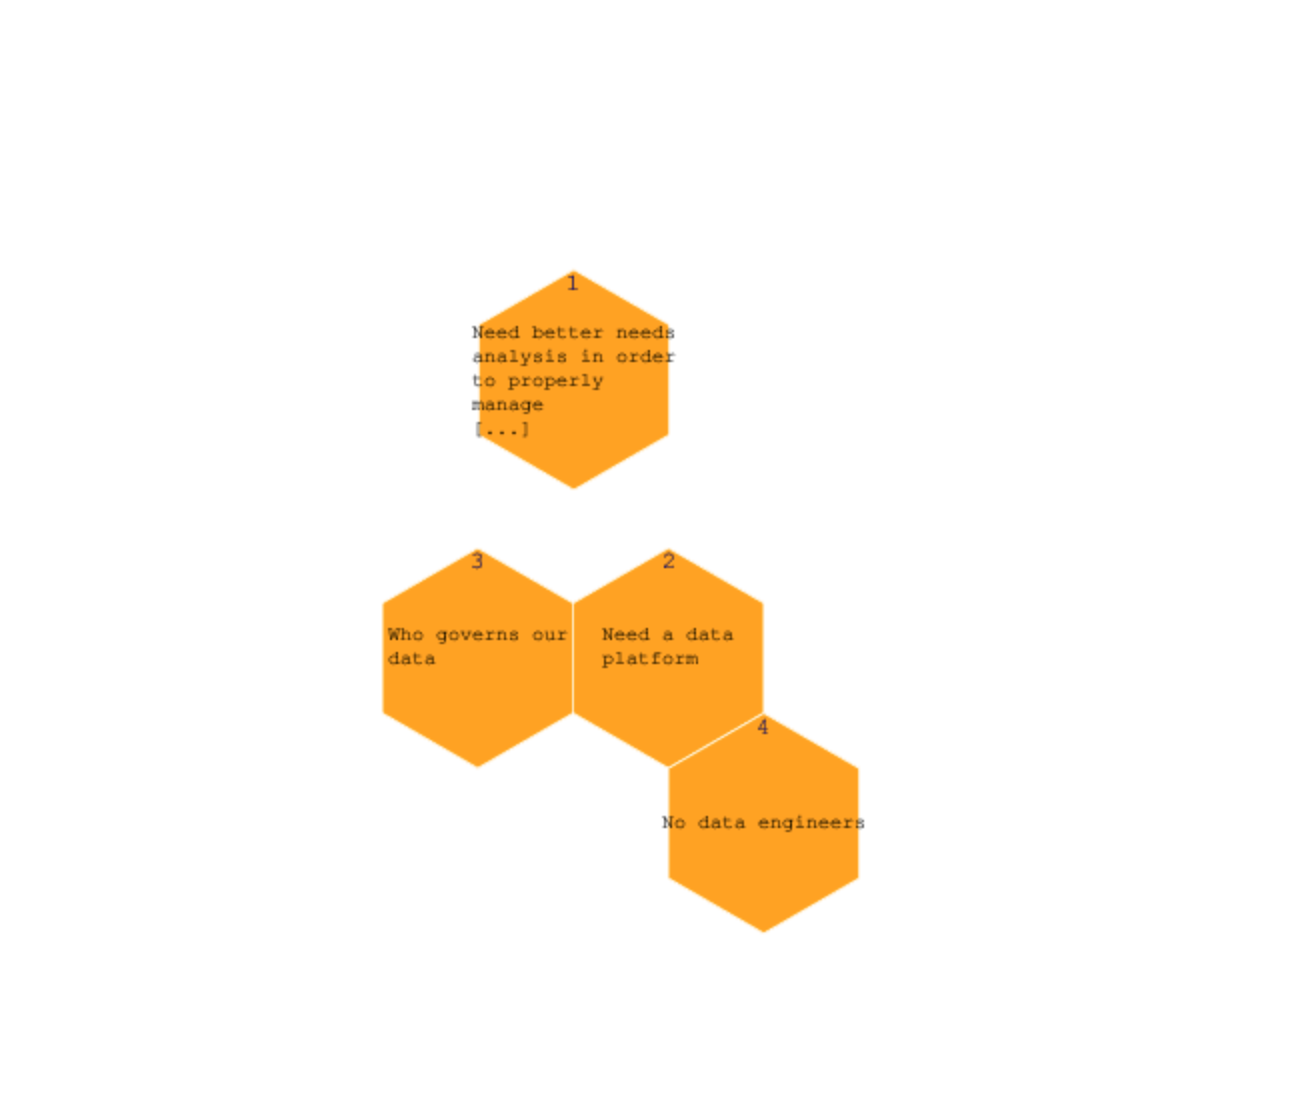 1
Need better needs
analysis in order
to properly
manage
[...]
3
Who governs our
data
2
Need a data
platform
4
No data engineers